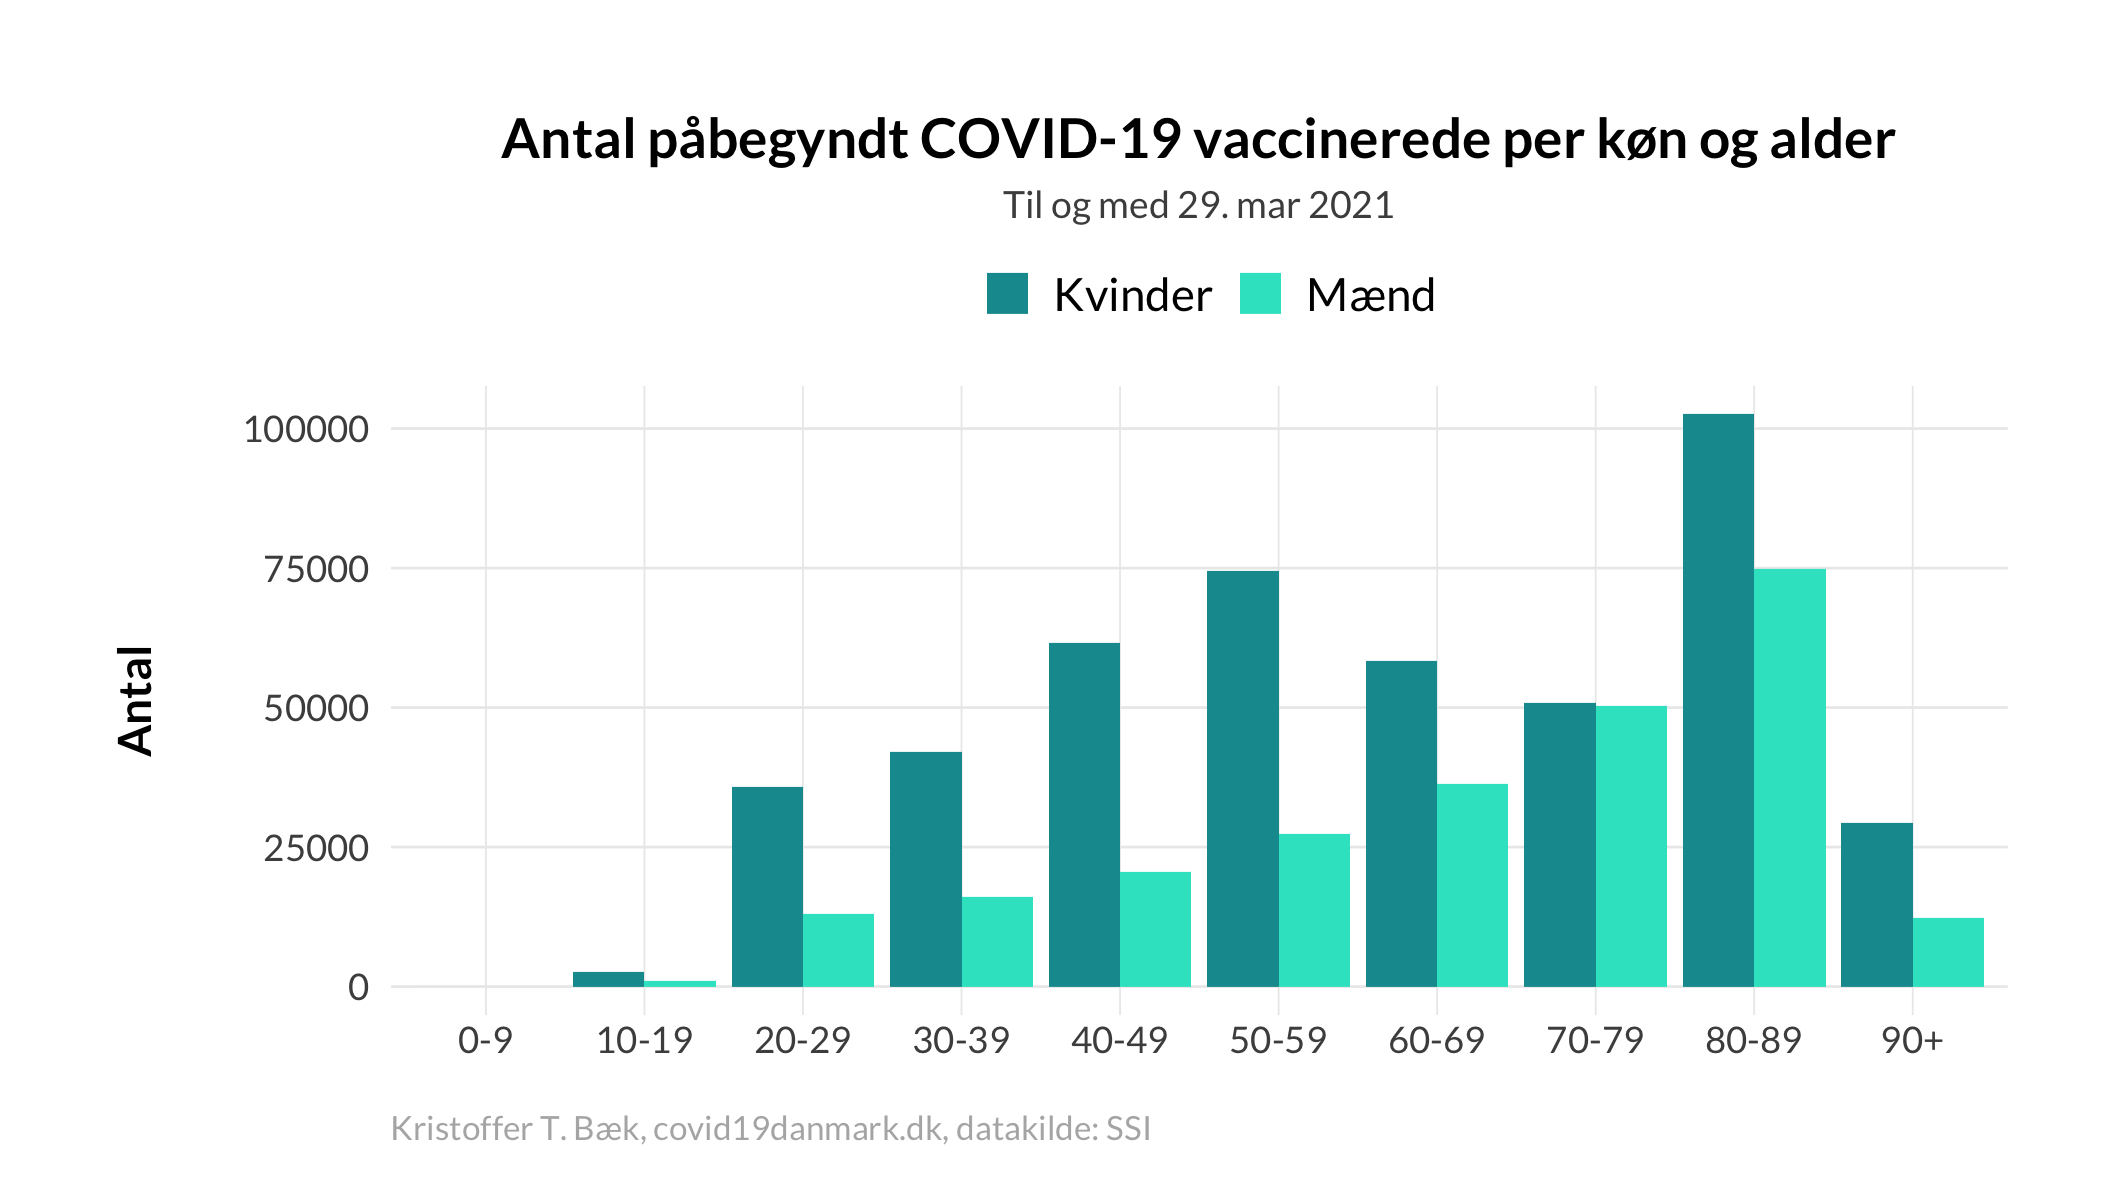 Antal påbegyndt COVID-19 vaccinerede per køn og alder
Til og med 29. mar 2021
Kvinder Mænd
100000
75000
50000
25000
0
Antal
0-9 10-19 20-29 30-39 40-49 50-59 60-69 70-79 80-89 90+
Kristoffer T. Bæk, covid19danmark.dk, datakilde: SSI